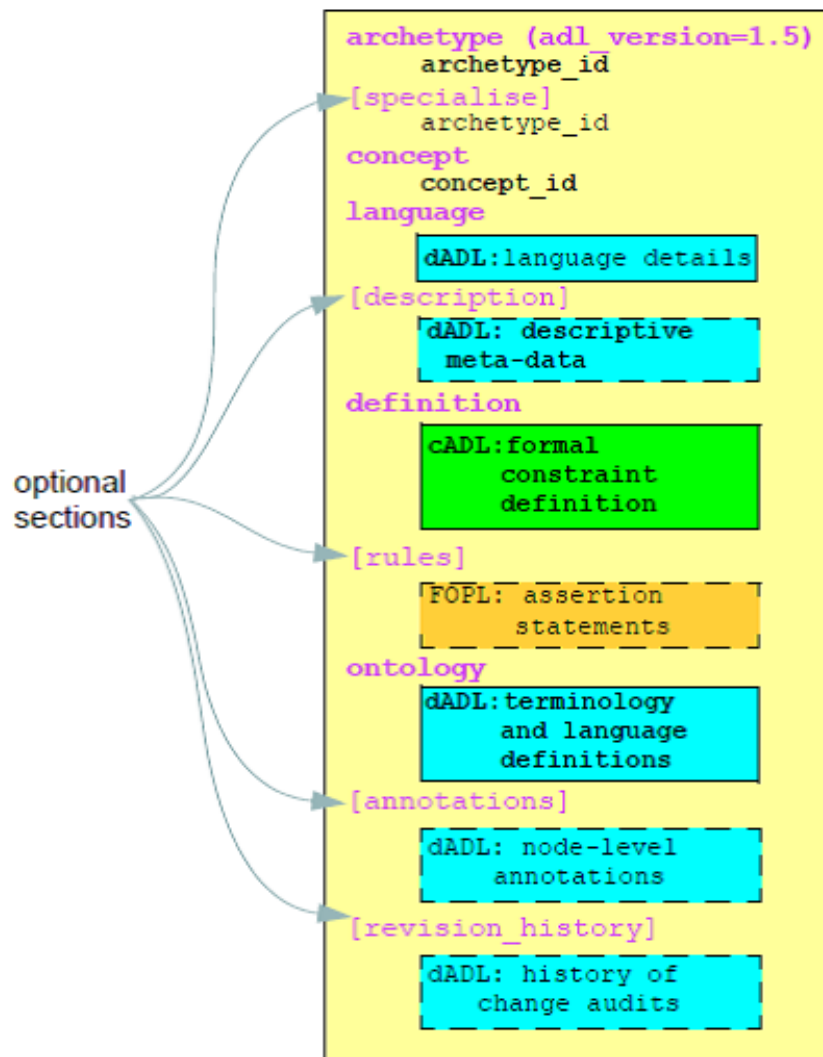 archetype (adl_version=1.5)
archetype_id
[specialise]
archetype_id
concept
concept_id
language
dADL:language details
[description]
dADL: descriptive
meta-data
definition
cADL:formal
constraint
definition
optional
sections
[rules]
FOPL: assertion
statements
ontology
dADL:terminology
and language
definitions
[annotations]
dADL: node-level
annotations
[revision_history]
dADL: history of
change audits